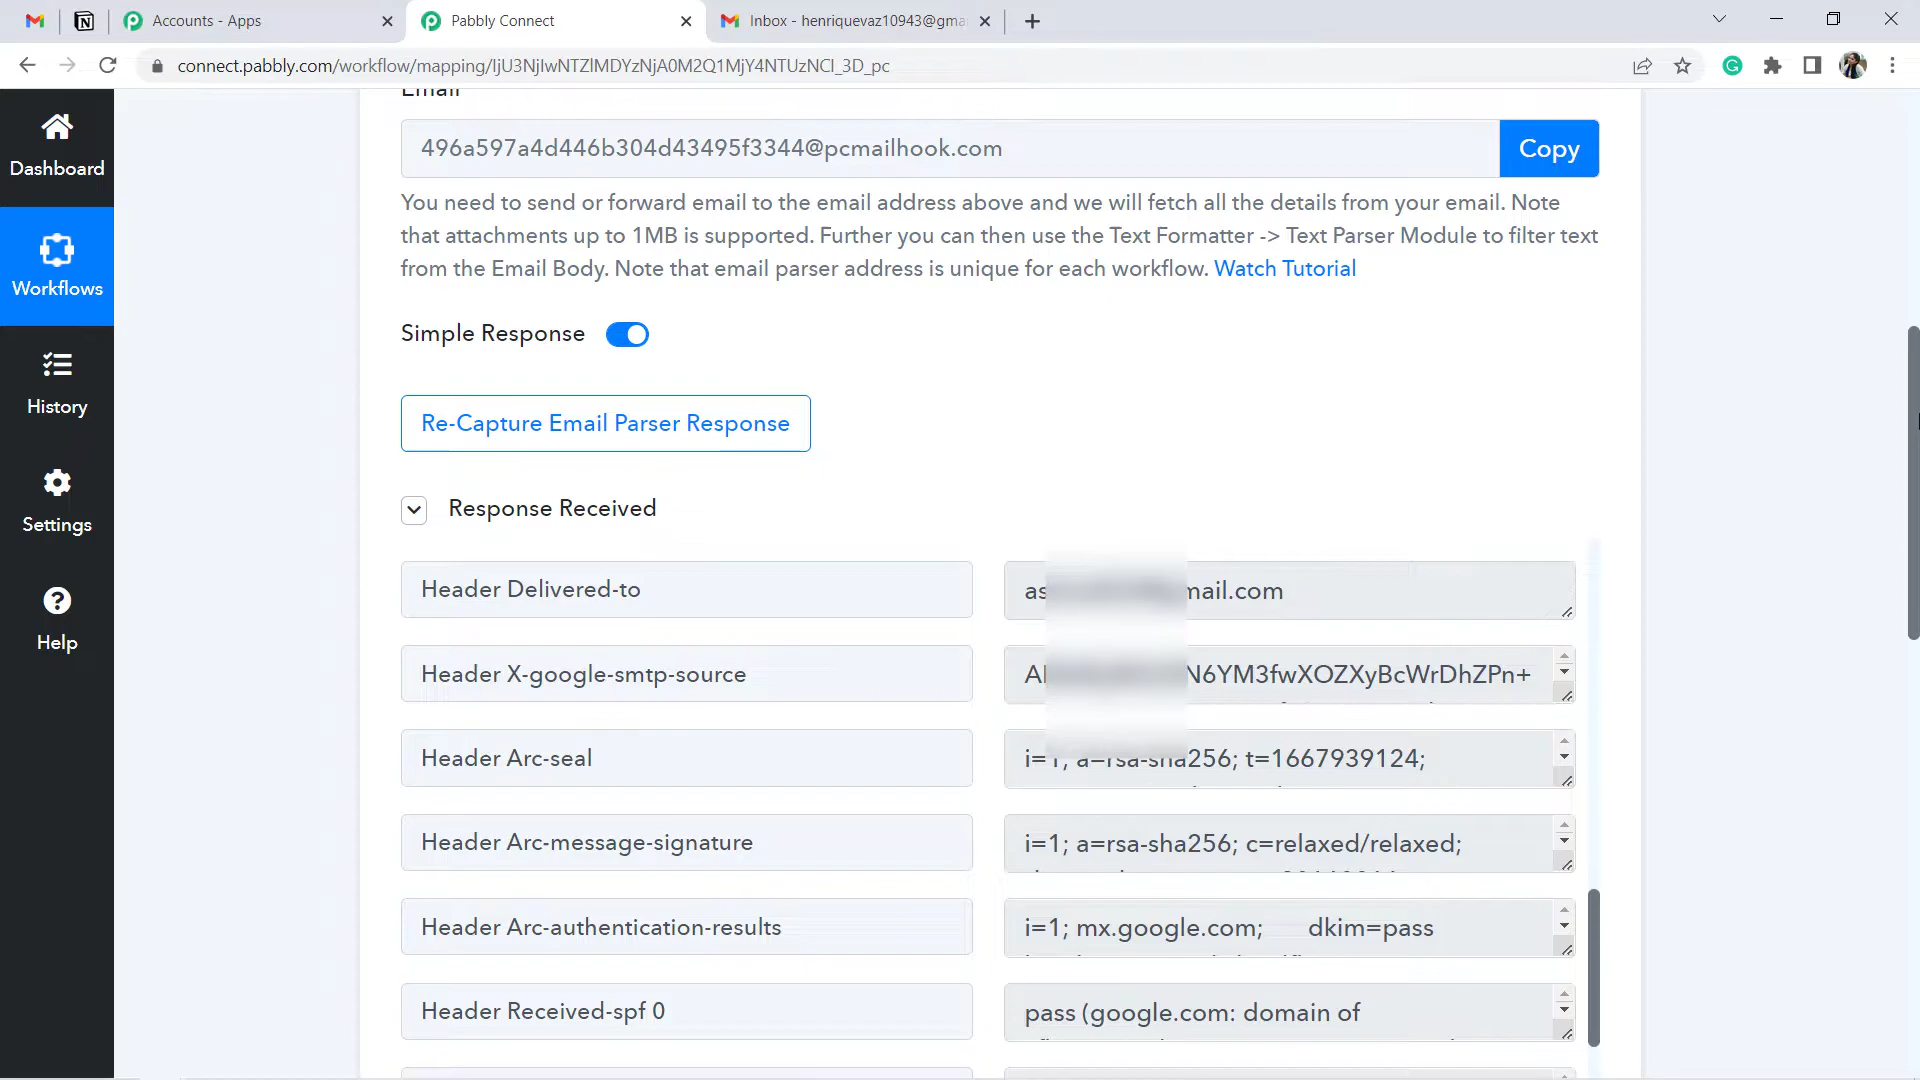 Accounts - Apps
Pabbly Connect
Inbox - henriquevaz10943@gma
connect.pabbly.com/workflow/mapping/IjU3NjIwNTZlMDYzNjA0M2Q1MjY4NTUzNCI_3D_pc
Email
496a597a4d446b304d43495f3344@pcmailhook.com
Copy
You need to send or forward email to the email address above and we will fetch all the details from your email. Note
that attachments up to 1MB is supported. Further you can then use the Text Formatter -> Text Parser Module to filter text
from the Email Body. Note that email parser address is unique for each workflow. Watch Tutorial
Simple Response
Re-Capture Email Parser Response
Response Received
Header Delivered-to
mail.com
Header X-google-smtp-source
N6YM3fwXOZXyBcWrDhZPn+
Header Arc-seal
i=1; a=rsa-sha256; t=1667939124;
Header Arc-message-signature
i=1; a=rsa-sha256; c=relaxed/relaxed;
Header Arc-authentication-results
i=1; mx.google.com; dkim=pass
Header Received-spf 0
pass (google.com: domain of
Dashboard
Workflows
History
Settings
Help